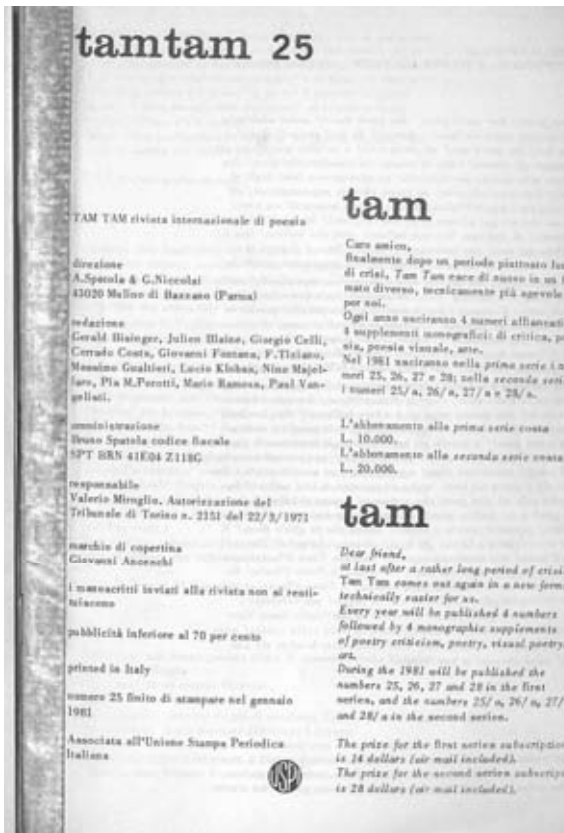 tamtam 25
TAM TAM rivista internazionale di poesia
direzione
A.Spatola & G.Niccolai
43020 Mulino di Bazzano (Parma)
redazione
Gerald Bisinger, Julien Blaine, Giorgio Celli,
Corrado Costa, Giovanni Fontana, F.Tiziano,
Massimo Gualtieri, Lucio Klobas, Nino Majel-
laro, Pia M.Porotti, Mario Ramous, Paul Van-
gelisti.
amministrazione
Bruno Spatola codice fiscale
SPT BRN 41E04 Z118G
responsabile
Valerio Miroglio. Autorizzazione del
Tribunale di Torino n. 2151 del 22/3/1971
marchio di copertina
Giovanni Anceschi
i manoscritti inviati alla rivista non si resti-
tuiscono
pubblicità inferiore al 70 per cento
printed in Italy
numero 25 finito di stampare nel gennaio
1981
Associata all'Unione Stampa Periodica
Italiana
USPI
tam
Caro amico,
finalmente dopo un periodo piuttosto
di crisi, Tam Tam esce di nuovo in un
mato diverso, tecnicamente più agevole
per noi.
Ogni anno usciranno 4 numeri
4 supplementi monografici: di critica,
sia, poesia visuale, arte.
Nel 1981 usciranno nella prima serie i
meri 25, 26, 27 e 28; nella seconda
i numeri 25/a, 26/a, 27/a e 28/a.
L'abbonamento alla prima serie costa
L. 10.000.
L'abbonamento alla seconda serie costa
L. 20.000.
tam
Dear friend,
at last after a rather long period of
Tam Tam comes out again in a new
technically easier for us.
Every year will be published 4 numbers
followed by 4 monographic supplements
of poetry criticism, poetry, visual poetry
art.
During the 1981 will be published the
numbers 25, 26, 27 and 28 in the first
series, and the numbers 25/a, 26/a, 27/
and 28/a in the second series.
The prize for the first series
is 14 dollars (air mail included).
The prize for the second series
is 28 dollars (air mail included).